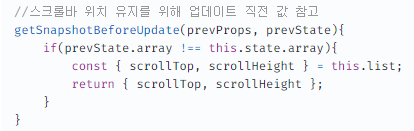 //스크롤바 위치 유지를 위해 업데이트 직전 값 참고
getSnapshotBeforeUpdate(prevProps, prevState){
    if(prevState.array !== this.state.array){
        const { scrollTop, scrollHeight } = this.list;
        return { scrollTop, scrollHeight };
    }
}